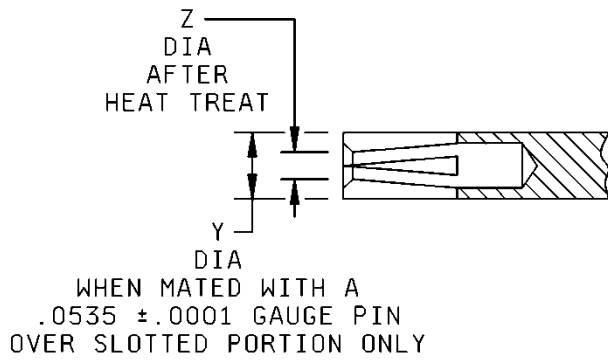 Z
DIA
AFTER
HEAT TREAT
Y
DIA
WHEN MATED WITH A
.0535 ±.0001 GAUGE PIN
OVER SLOTTED PORTION ONLY